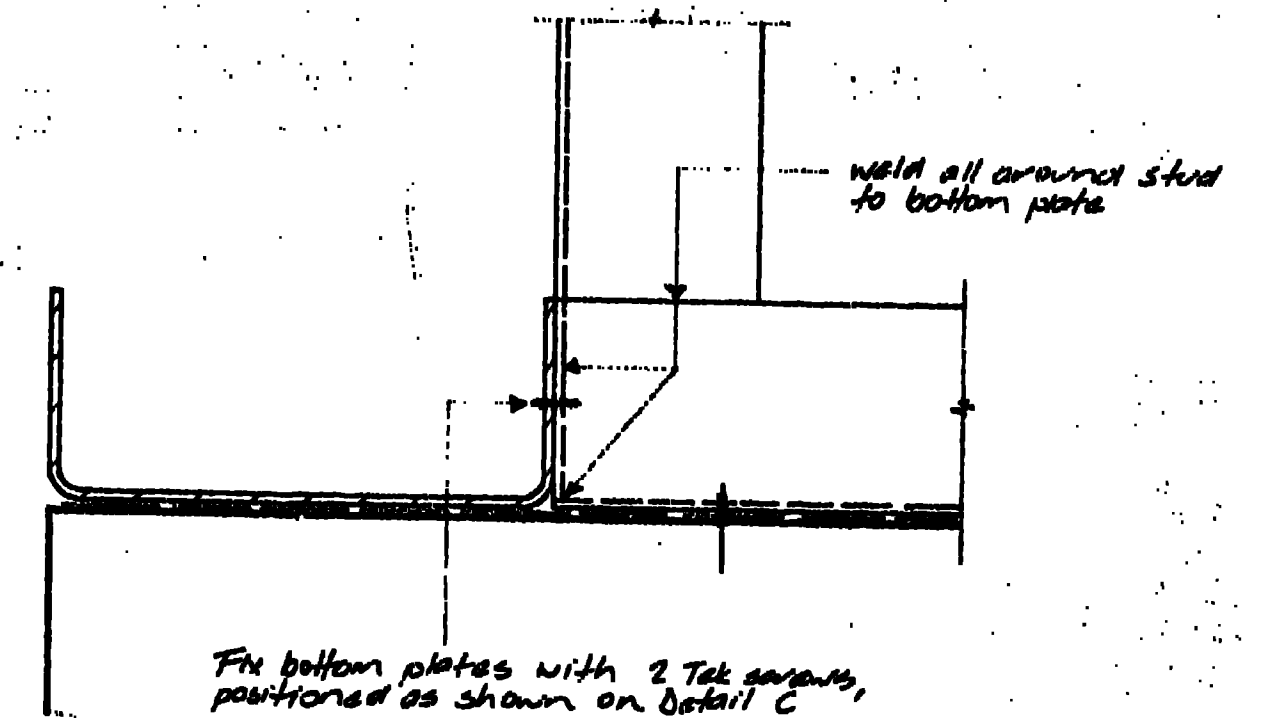 weld all around stud
to bottom plate
Fix bottom plates with 2 Tek screws,
positioned as shown on Detail C